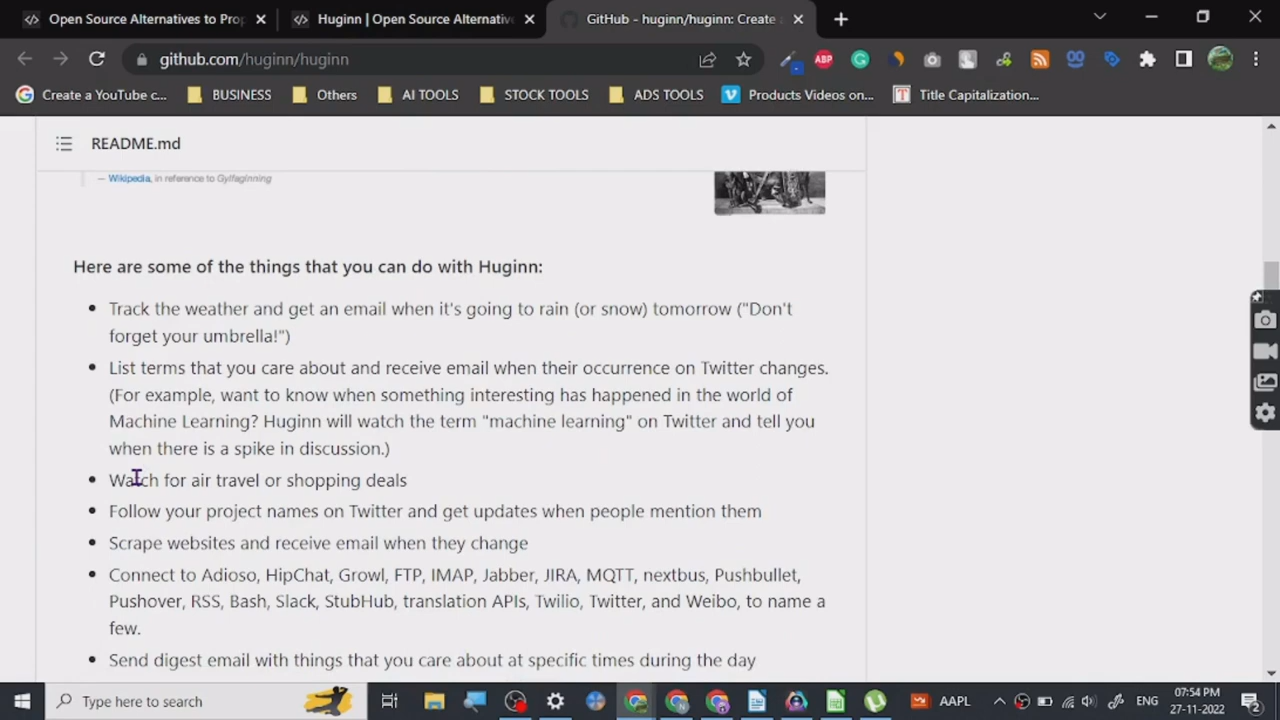 Open Source Alternatives to Prop
Huginn | Open Source Alternativ
GitHub - huginn/huginn: Create
github.com/huginn/huginn
ABP
Create a YouTube c...
BUSINESS
Others
AI TOOLS
STOCK TOOLS
ADS TOOLS
Products Videos on...
Title Capitalization...
README.md
— Wikipedia, in reference to Gylfaginning
Here are some of the things that you can do with Huginn:
Track the weather and get an email when it's going to rain (or snow) tomorrow ("Don't
forget your umbrella!")
List terms that you care about and receive email when their occurrence on Twitter changes.
(For example, want to know when something interesting has happened in the world of
Machine Learning? Huginn will watch the term "machine learning" on Twitter and tell you
when there is a spike in discussion.)
Watch for air travel or shopping deals
Follow your project names on Twitter and get updates when people mention them
Scrape websites and receive email when they change
Connect to Adioso, HipChat, Growl, FTP, IMAP, Jabber, JIRA, MQTT, nextbus, Pushbullet,
Pushover, RSS, Bash, Slack, StubHub, translation APIs, Twilio, Twitter, and Weibo, to name a
few.
Send digest email with things that you care about at specific times during the day
Type here to search
AAPL
ENG
07:54 PM
27-11-2022
2